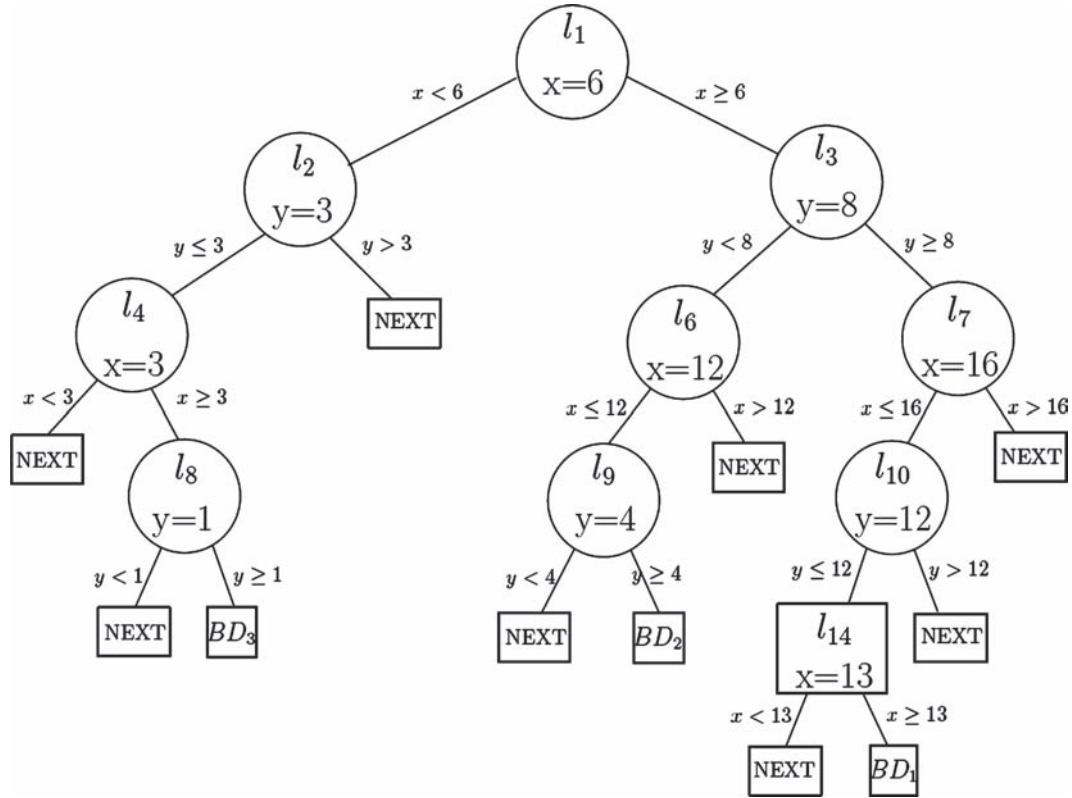 l₁
x=6
x < 6
x ≥ 6
l₂
y=3
l₃
y=8
y ≤ 3
y > 3
y < 8
y ≥ 8
l₄
x=3
NEXT
l₆
x=12
l₇
x=16
x < 3
x ≥ 3
x ≤ 12
x > 12
x ≤ 16
x > 16
NEXT
l₈
y=1
l₉
y=4
NEXT
l₁₀
y=12
NEXT
y < 1
y ≥ 1
y < 4
y ≥ 4
y ≤ 12
y > 12
NEXT
BD₃
NEXT
BD₂
l₁₄
x=13
NEXT
x < 13
x ≥ 13
NEXT
BD₁